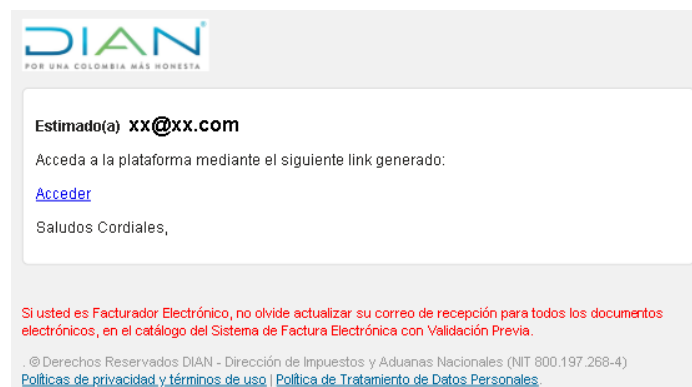 DIAN
POR UNA COLOMBIA MÁS HONESTA
Estimado(a) xx@xx.com
Acceda a la plataforma mediante el siguiente link generado:
Acceder
Saludos Cordiales,
Si usted es Facturador Electrónico, no olvide actualizar su correo de recepción para todos los documentos
electrónicos, en el catálogo del Sistema de Factura Electrónica con Validación Previa.
. © Derechos Reservados DIAN - Dirección de Impuestos y Aduanas Nacionales (NIT 800.197.268-4)
Políticas de privacidad y términos de uso | Política de Tratamiento de Datos Personales.